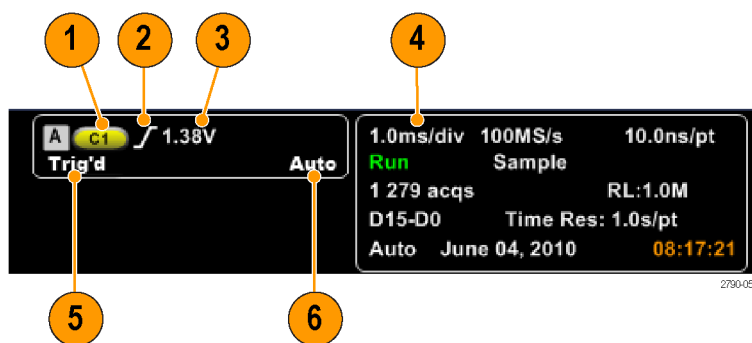 1 2 3 4
A C1 1.38V
Trig'd Auto
1.0ms/div 100MS/s 10.0ns/pt
Run Sample
1 279 acqs RL:1.0M
D15-D0 Time Res: 1.0s/pt
Auto June 04, 2010 08:17:21
2790-05
5 6